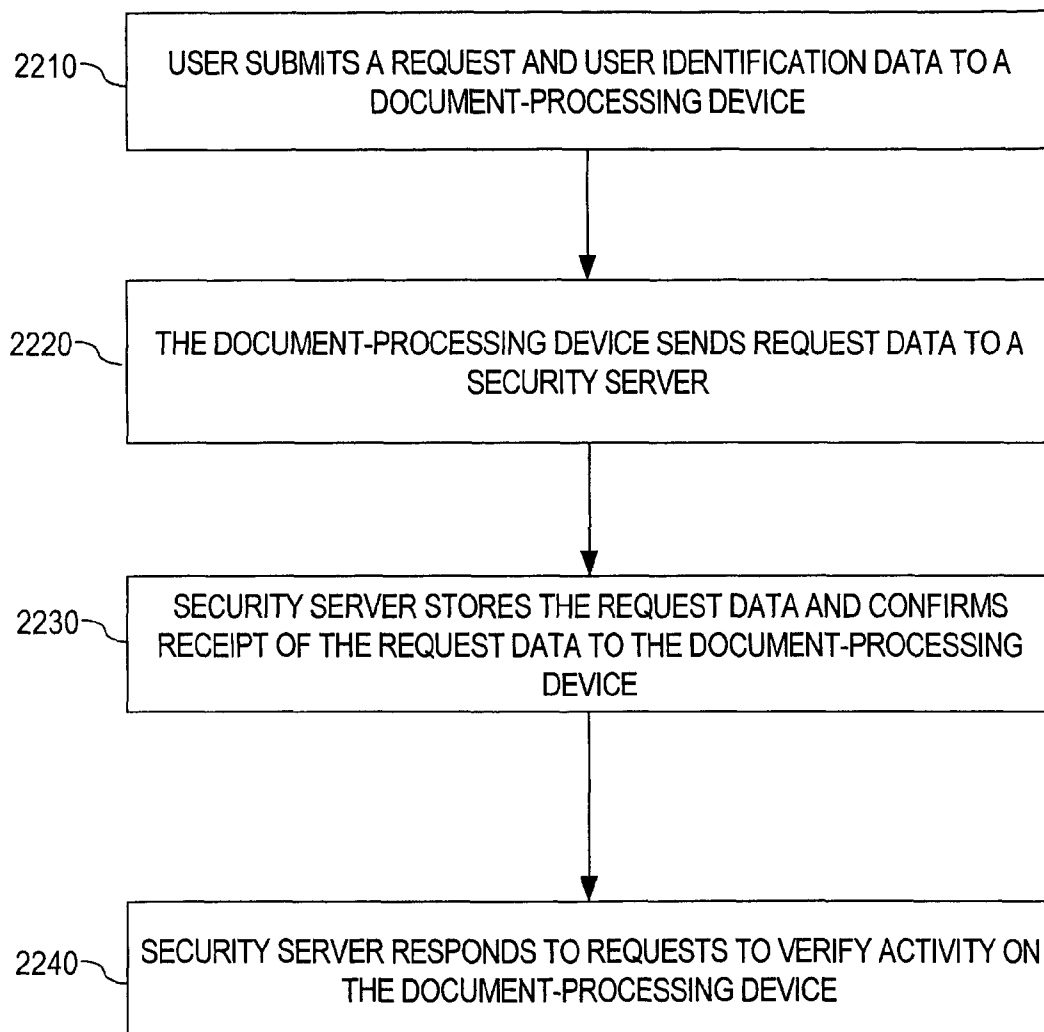 2210
USER SUBMITS A REQUEST AND USER IDENTIFICATION DATA TO A
DOCUMENT-PROCESSING DEVICE
2220
THE DOCUMENT-PROCESSING DEVICE SENDS REQUEST DATA TO A
SECURITY SERVER
2230
SECURITY SERVER STORES THE REQUEST DATA AND CONFIRMS
RECEIPT OF THE REQUEST DATA TO THE DOCUMENT-PROCESSING
DEVICE
2240
SECURITY SERVER RESPONDS TO REQUESTS TO VERIFY ACTIVITY ON
THE DOCUMENT-PROCESSING DEVICE